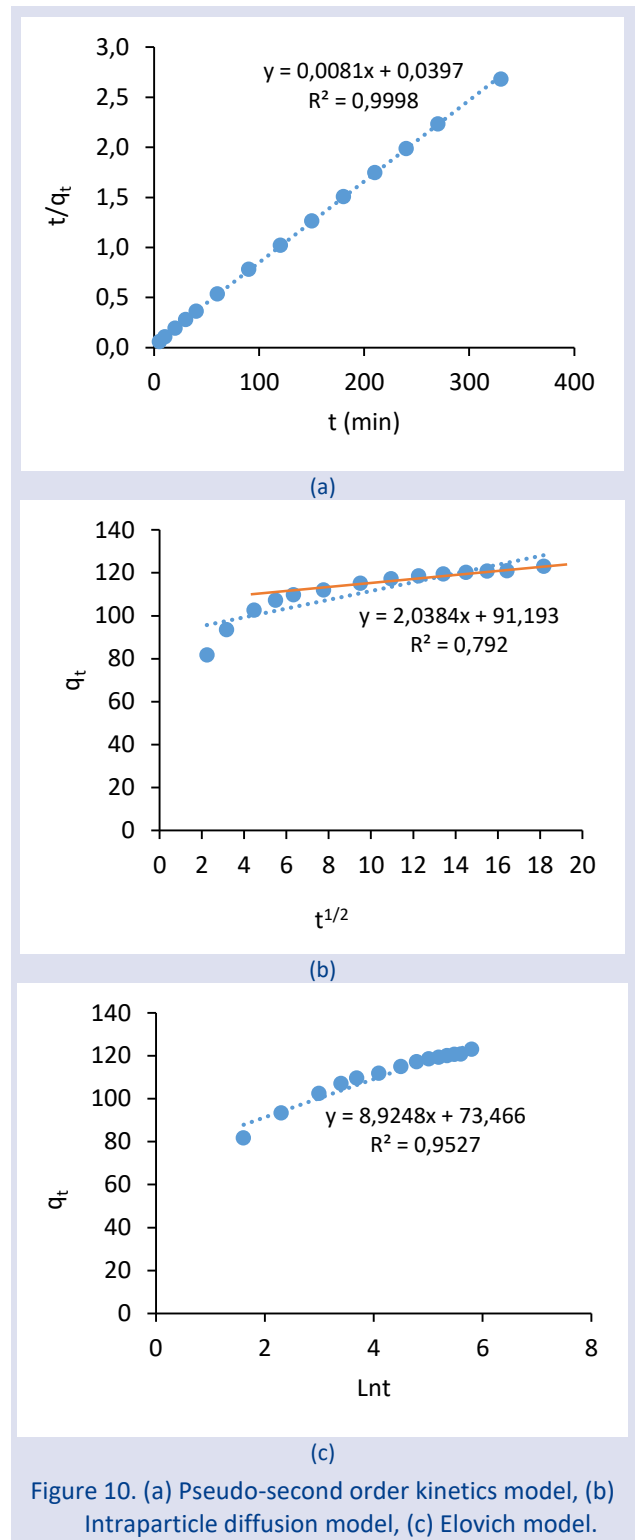 y = 0,0081x + 0,0397
R² = 0,9998
3,0
2,5
2,0
1,5
1,0
0,5
0,0
t/qt
0 100 200 300 400
t (min)
(a)
140
120
100
80
60
40
20
0
qt
y = 2,0384x + 91,193
R² = 0,792
0 2 4 6 8 10 12 14 16 18 20
t1/2
(b)
140
120
100
80
60
40
20
0
qt
y = 8,9248x + 73,466
R² = 0,9527
0 2 4 6 8
Lnt
(c)
Figure 10. (a) Pseudo-second order kinetics model, (b)
Intraparticle diffusion model, (c) Elovich model.